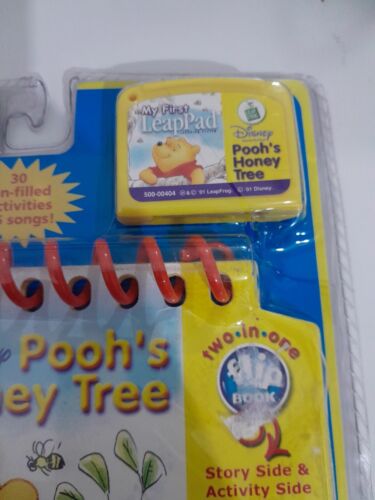 My First
LeapPad
500-00404
Disney
Pooh's
Honey
Tree
'01 LeapFrog.
© '01 Disney.
30
activities
songs!
Pooh's
Tree
two-in-one
flip
BOOK
Story Side &
Activity Side